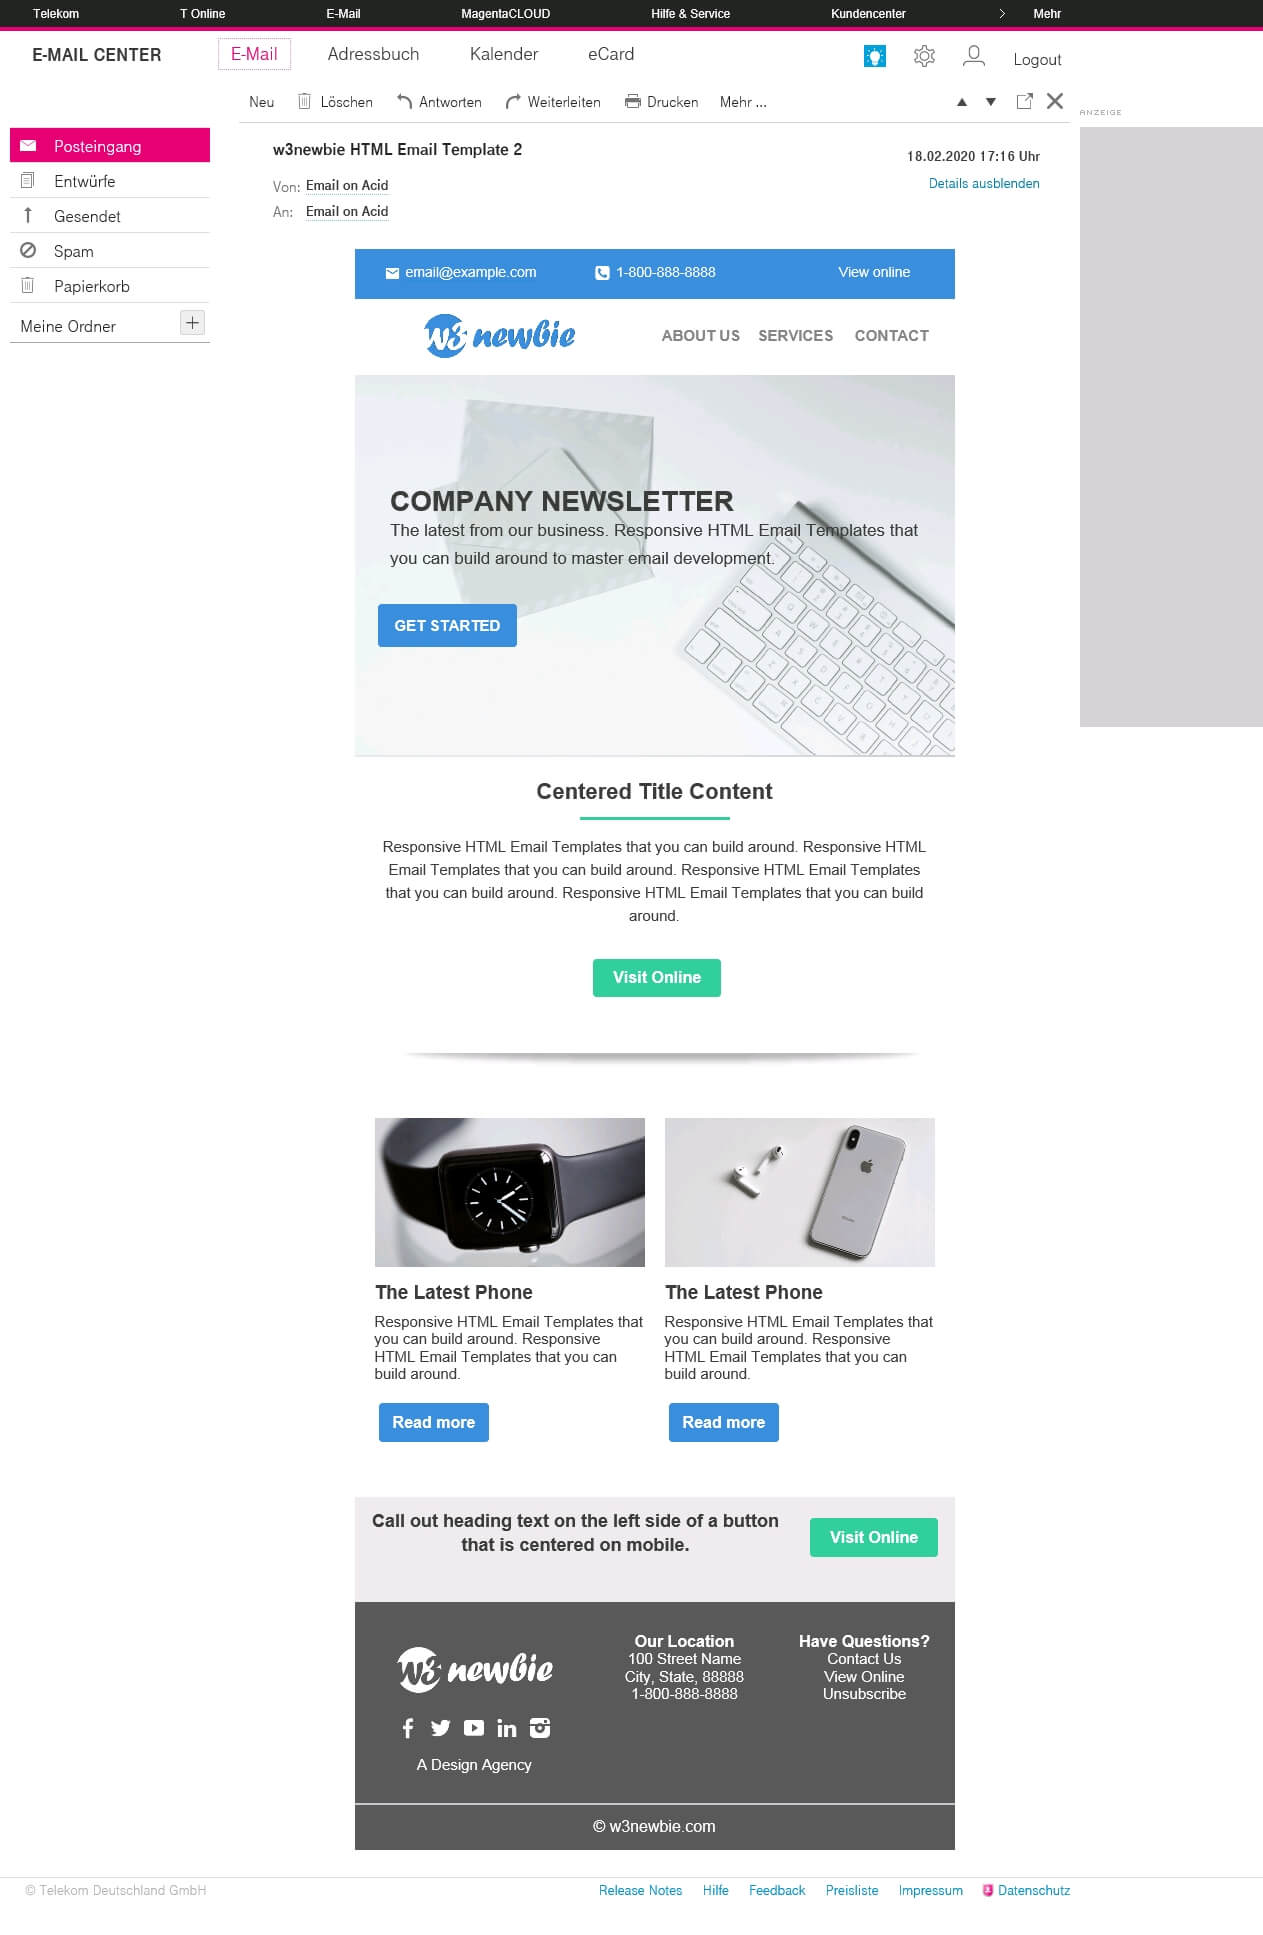 Telekom T Online E-Mail MagentaCLOUD Hilfe & Service Kundencenter Mehr
E-MAIL CENTER E-Mail Adressbuch Kalender eCard Logout
Neu Löschen Antworten Weiterleiten Drucken Mehr ...
ANZEIGE
Posteingang
Entwürfe
Gesendet
Spam
Papierkorb
Meine Ordner
w3newbie HTML Email Template 2
18.02.2020 17:16 Uhr
Von: Email on Acid
Details ausblenden
An: Email on Acid
email@example.com 1-800-888-8888 View online
w3 newbie ABOUT US SERVICES CONTACT
COMPANY NEWSLETTER
The latest from our business. Responsive HTML Email Templates that
you can build around to master email development.
GET STARTED
Centered Title Content
Responsive HTML Email Templates that you can build around. Responsive HTML
Email Templates that you can build around. Responsive HTML Email Templates
that you can build around. Responsive HTML Email Templates that you can build
around.
Visit Online
The Latest Phone
Responsive HTML Email Templates that
you can build around. Responsive
HTML Email Templates that you can
build around.
Read more
The Latest Phone
Responsive HTML Email Templates that
you can build around. Responsive
HTML Email Templates that you can
build around.
Read more
Call out heading text on the left side of a button
that is centered on mobile.
Visit Online
w3 newbie
A Design Agency
Our Location
100 Street Name
City, State, 88888
1-800-888-8888
Have Questions?
Contact Us
View Online
Unsubscribe
© w3newbie.com
© Telekom Deutschland GmbH Release Notes Hilfe Feedback Preisliste Impressum Datenschutz